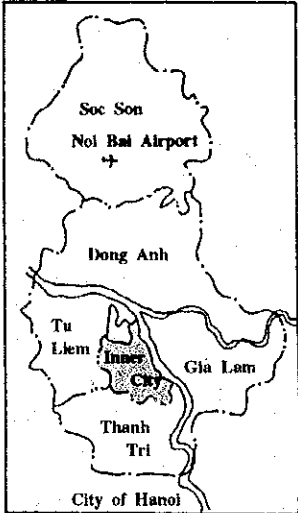 Soc Son
Noi Bai Airport
Dong Anh
Tu
Liem
Inner
City
Gia Lam
Thanh
Tri
City of Hanoi